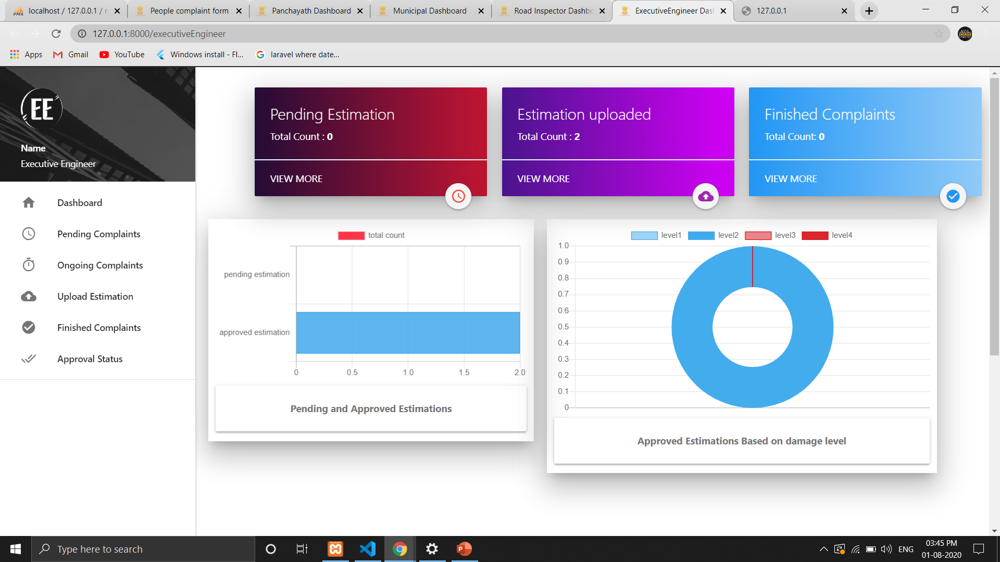 localhost / 127.0.0.1 / r
People complaint form
Panchayath Dashboard
Municipal Dashboard
Road Inspector Dashbo
ExecutiveEngineer Das
127.0.0.1
127.0.0.1:8000/executiveEngineer
Apps
Gmail
YouTube
Windows install - Fl...
laravel where date...
EE
Name
Executive Engineer
Dashboard
Pending Complaints
Ongoing Complaints
Upload Estimation
Finished Complaints
Approval Status
Pending Estimation
Total Count : 0
VIEW MORE
Estimation uploaded
Total Count : 2
VIEW MORE
Finished Complaints
Total Count: 0
VIEW MORE
total count
pending estimation
approved estimation
0 0.5 1.0 1.5 2.0
Pending and Approved Estimations
level1 level2 level3 level4
1.0
0.9
0.8
0.7
0.6
0.5
0.4
0.3
0.2
0.1
0
Approved Estimations Based on damage level
Type here to search
ENG
03:45 PM
01-08-2020